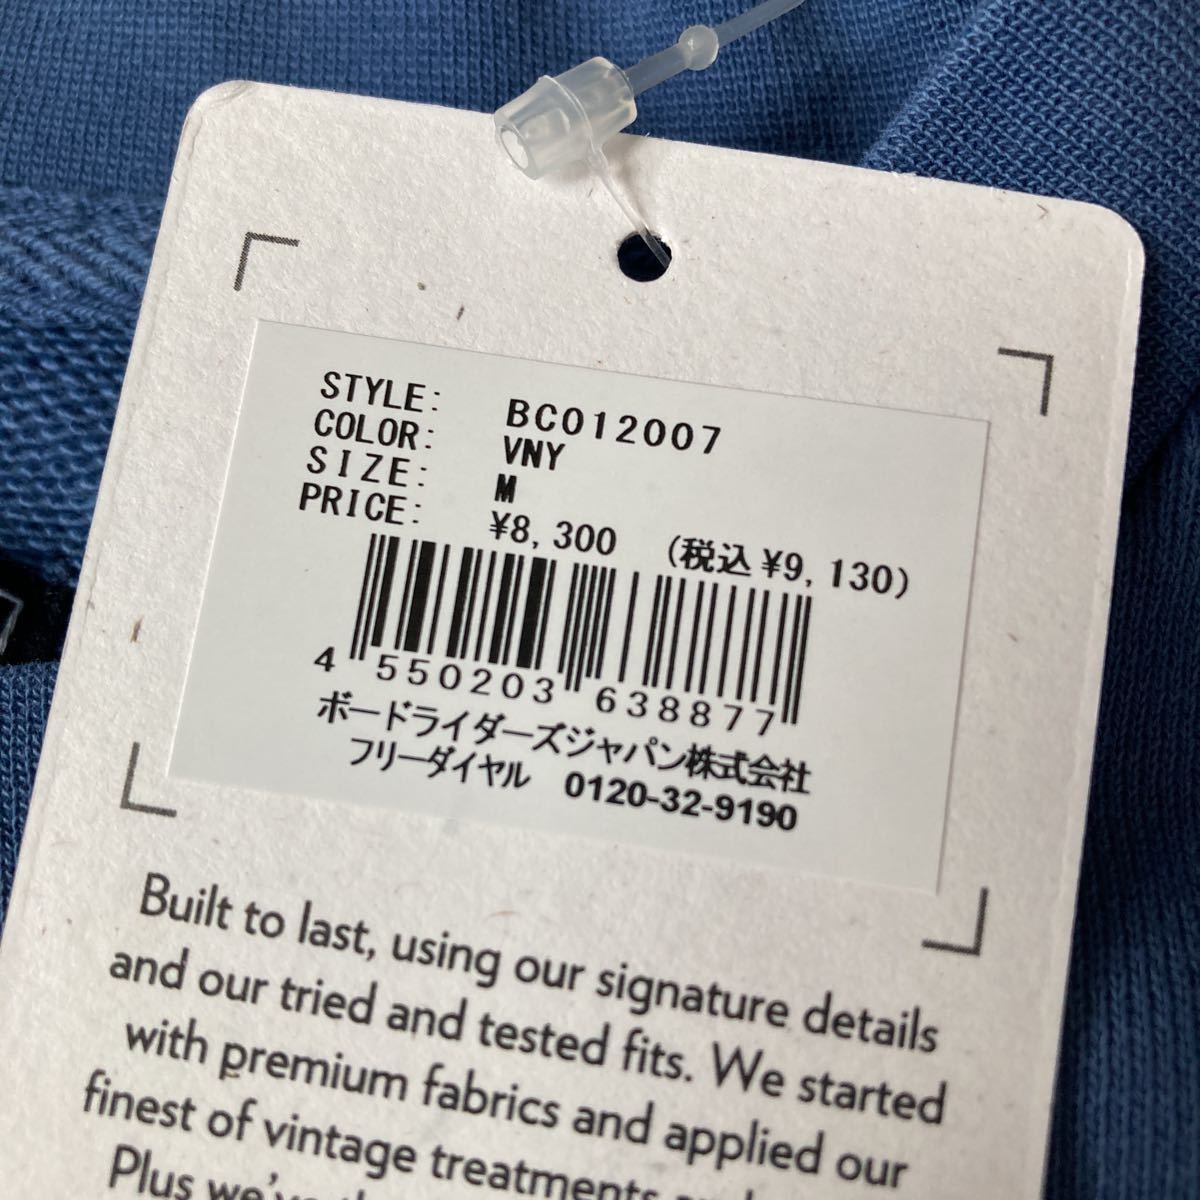 STYLE: BC012007
COLOR: VNY
SIZE: M
PRICE: ¥8,300 (税込¥9,130)
4 550203 638877
ボードライダーズジャパン株式会社
フリーダイヤル 0120-32-9190
Built to last, using our signature details
and our tried and tested fits. We started
with premium fabrics and applied our
finest of vintage treatments
Plus we've